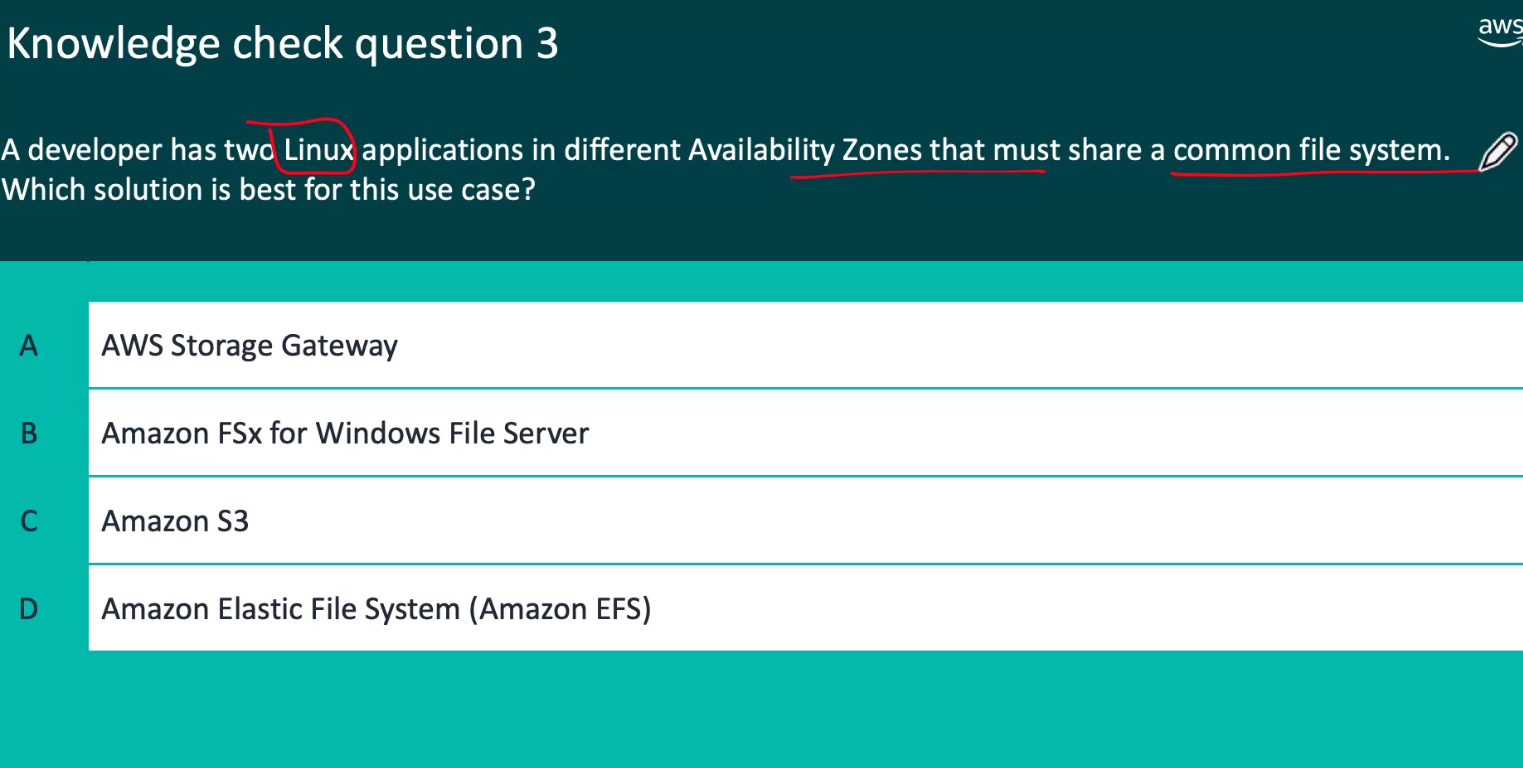 Knowledge check question 3
aws
A developer has two Linux applications in different Availability Zones that must share a common file system.
Which solution is best for this use case?
A AWS Storage Gateway
B Amazon FSx for Windows File Server
C Amazon S3
D Amazon Elastic File System (Amazon EFS)